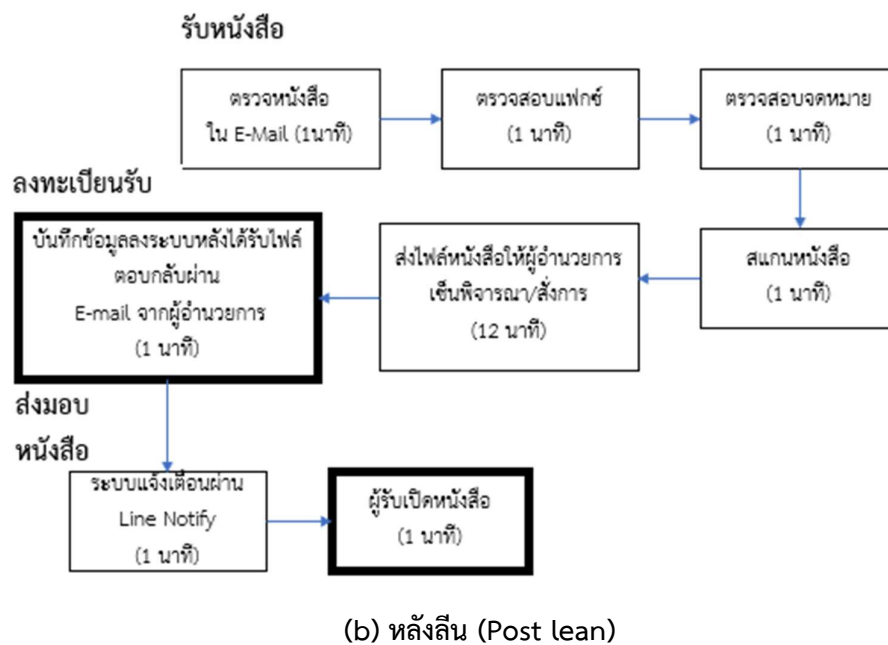 รับหนังสือ
ตรวจหนังสือ
ใน E-Mail (1นาที)
ตรวจสอบแฟกซ์
(1 นาที)
ตรวจสอบจดหมาย
(1 นาที)
สแกนหนังสือ
(1 นาที)
ส่งไฟล์หนังสือให้ผู้อำนวยการ
เซ็นพิจารณา/สั่งการ
(12 นาที)
ลงทะเบียนรับ
บันทึกข้อมูลลงระบบหลังได้รับไฟล์
ตอบกลับผ่าน
E-mail จากผู้อำนวยการ
(1 นาที)
ส่งมอบ
หนังสือ
ระบบแจ้งเตือนผ่าน
Line Notify
(1 นาที)
ผู้รับเปิดหนังสือ
(1 นาที)
(b) หลังลีน (Post lean)